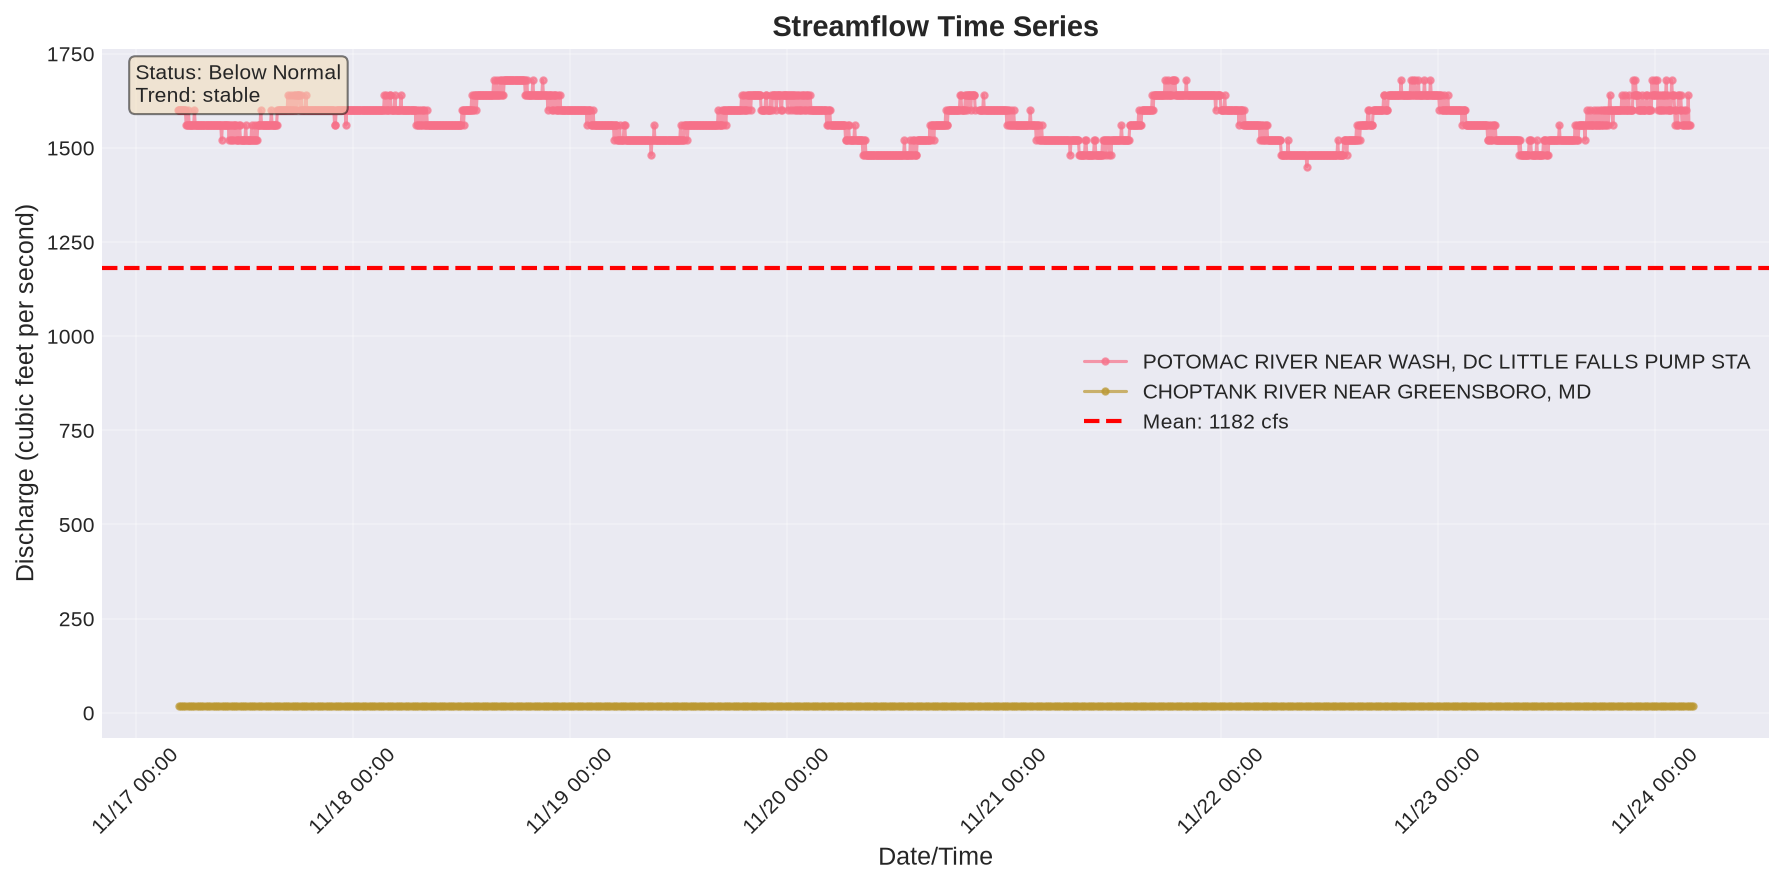 Streamflow Time Series
Status: Below Normal
Trend: stable
Discharge (cubic feet per second)
1750
1500
1250
1000
750
500
250
0
POTOMAC RIVER NEAR WASH, DC LITTLE FALLS PUMP STA
CHOPTANK RIVER NEAR GREENSBORO, MD
Mean: 1182 cfs
11/17 00:00
11/18 00:00
11/19 00:00
11/20 00:00
11/21 00:00
11/22 00:00
11/23 00:00
11/24 00:00
Date/Time